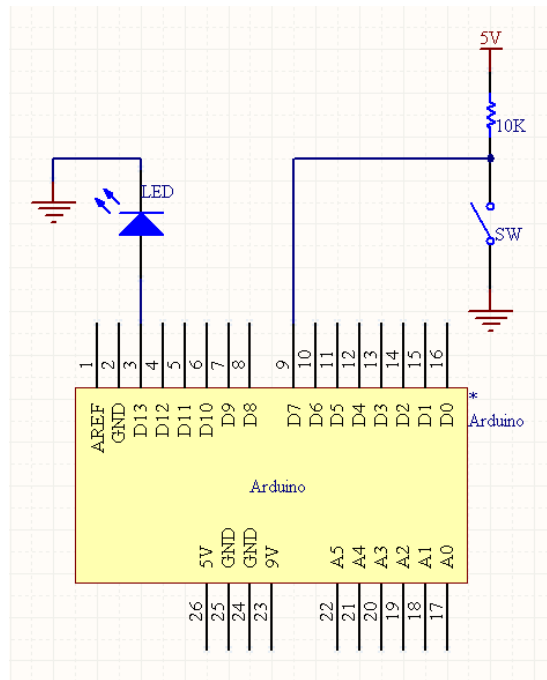 5V
10K
LED
SW
1 2 3 4 5 6 7 8 9 10 11 12 13 14 15 16
AREF GND D13 D12 D11 D10 D9 D8 D7 D6 D5 D4 D3 D2 D1 D0
*
Arduino
Arduino
5V GND GND 9V A5 A4 A3 A2 A1 A0
26 25 24 23 22 21 20 19 18 17